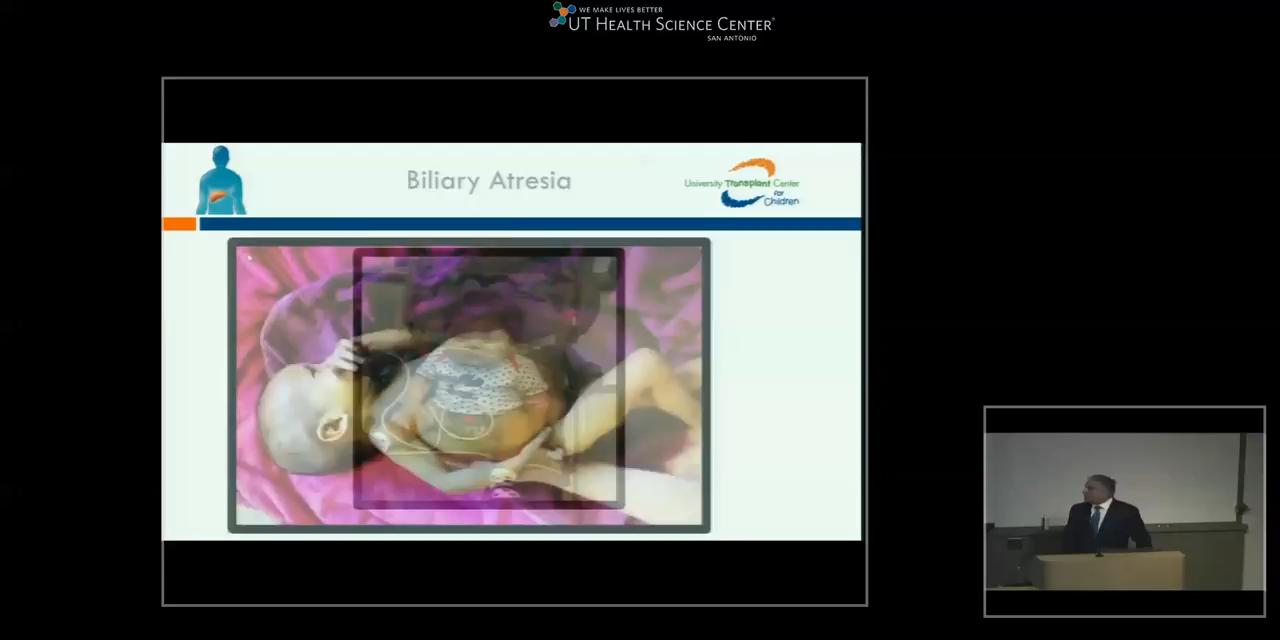 WE MAKE LIVES BETTER
UT HEALTH SCIENCE CENTER®
SAN ANTONIO
Biliary Atresia
University Transplant Center
for
Children